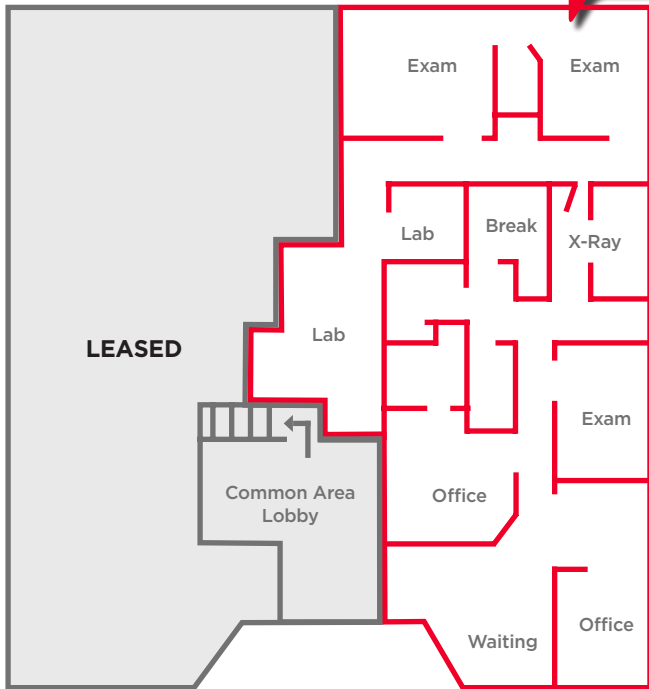 Exam
Exam
Lab
Break
X-Ray
Lab
LEASED
Exam
Common Area
Lobby
Office
Waiting
Office